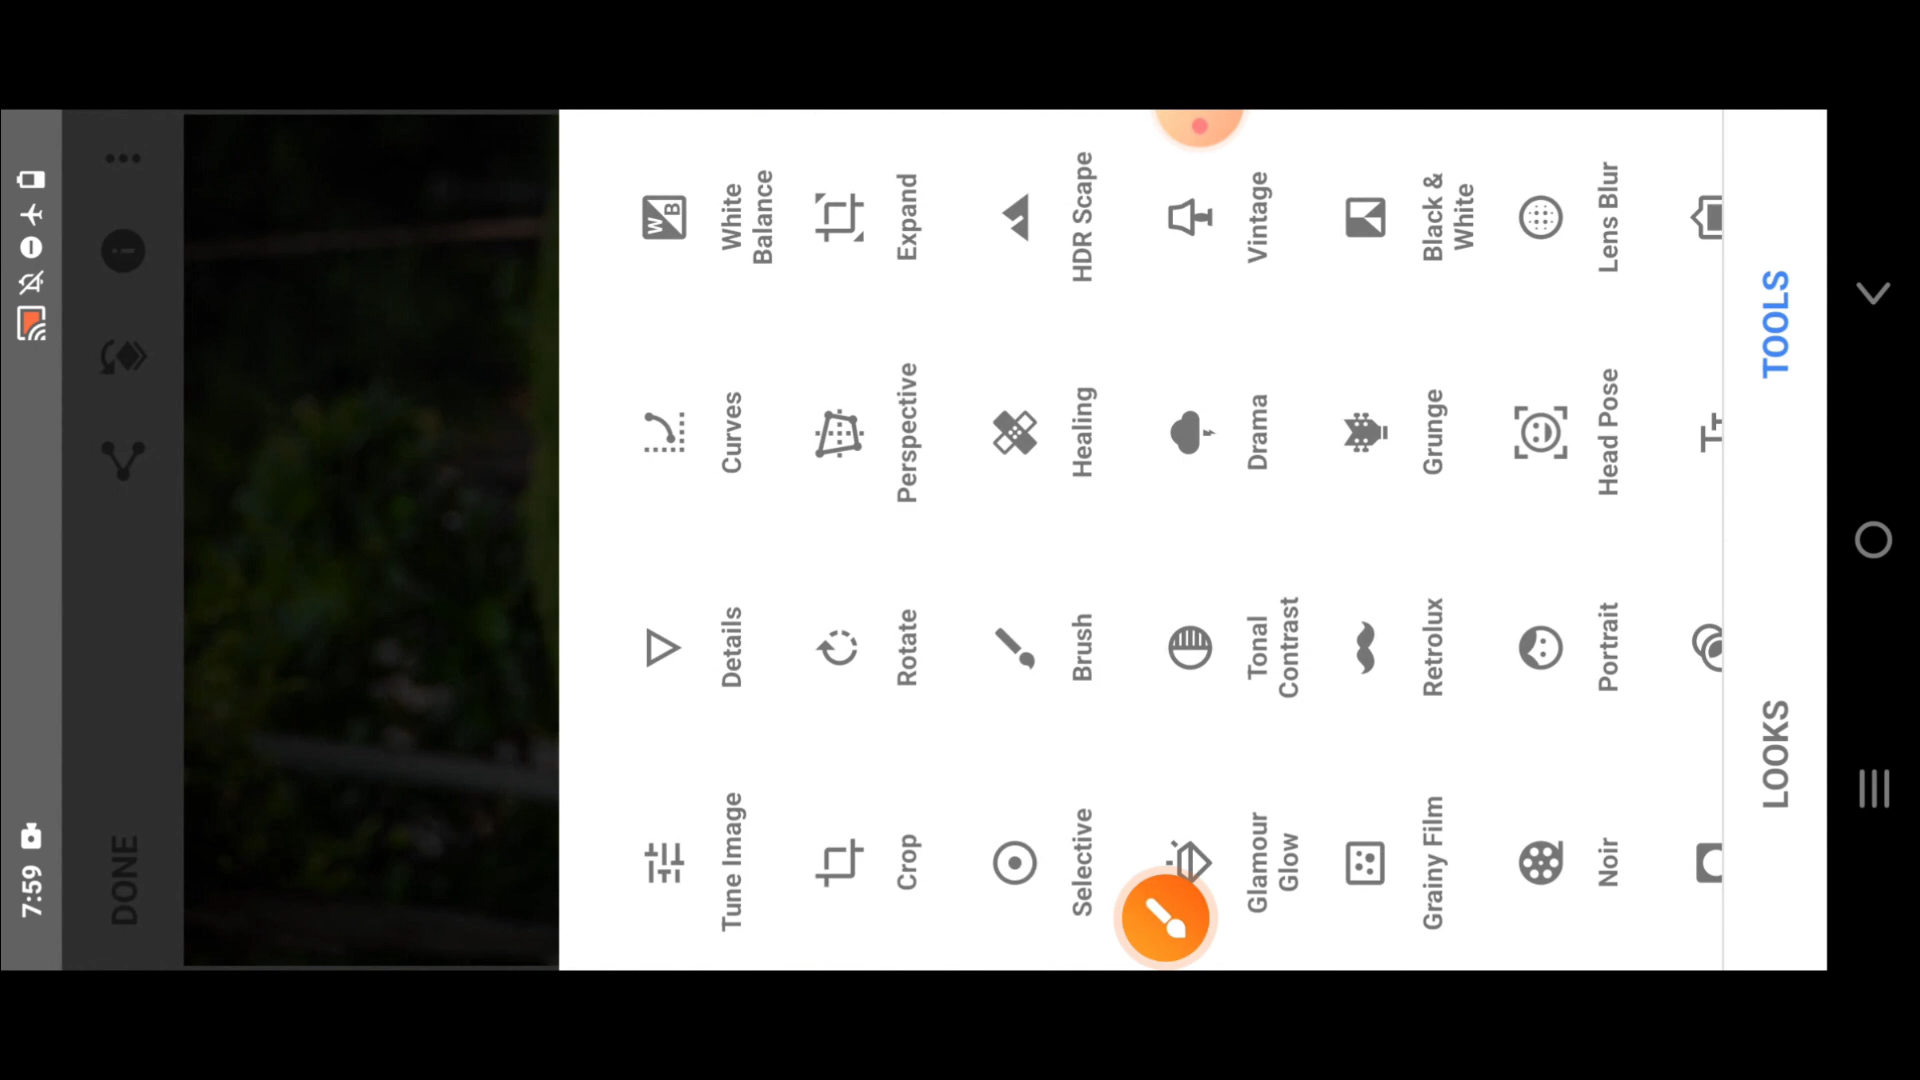 7:59
DONE
Tune Image
Details
Curves
WB
White
Balance
Crop
Rotate
Perspective
Expand
Selective
Brush
Healing
HDR Scape
Glamour
Glow
Tonal
Contrast
Drama
Vintage
Grainy Film
Retrolux
Grunge
Black &
White
Noir
Portrait
Head Pose
Lens Blur
LOOKS
TOOLS